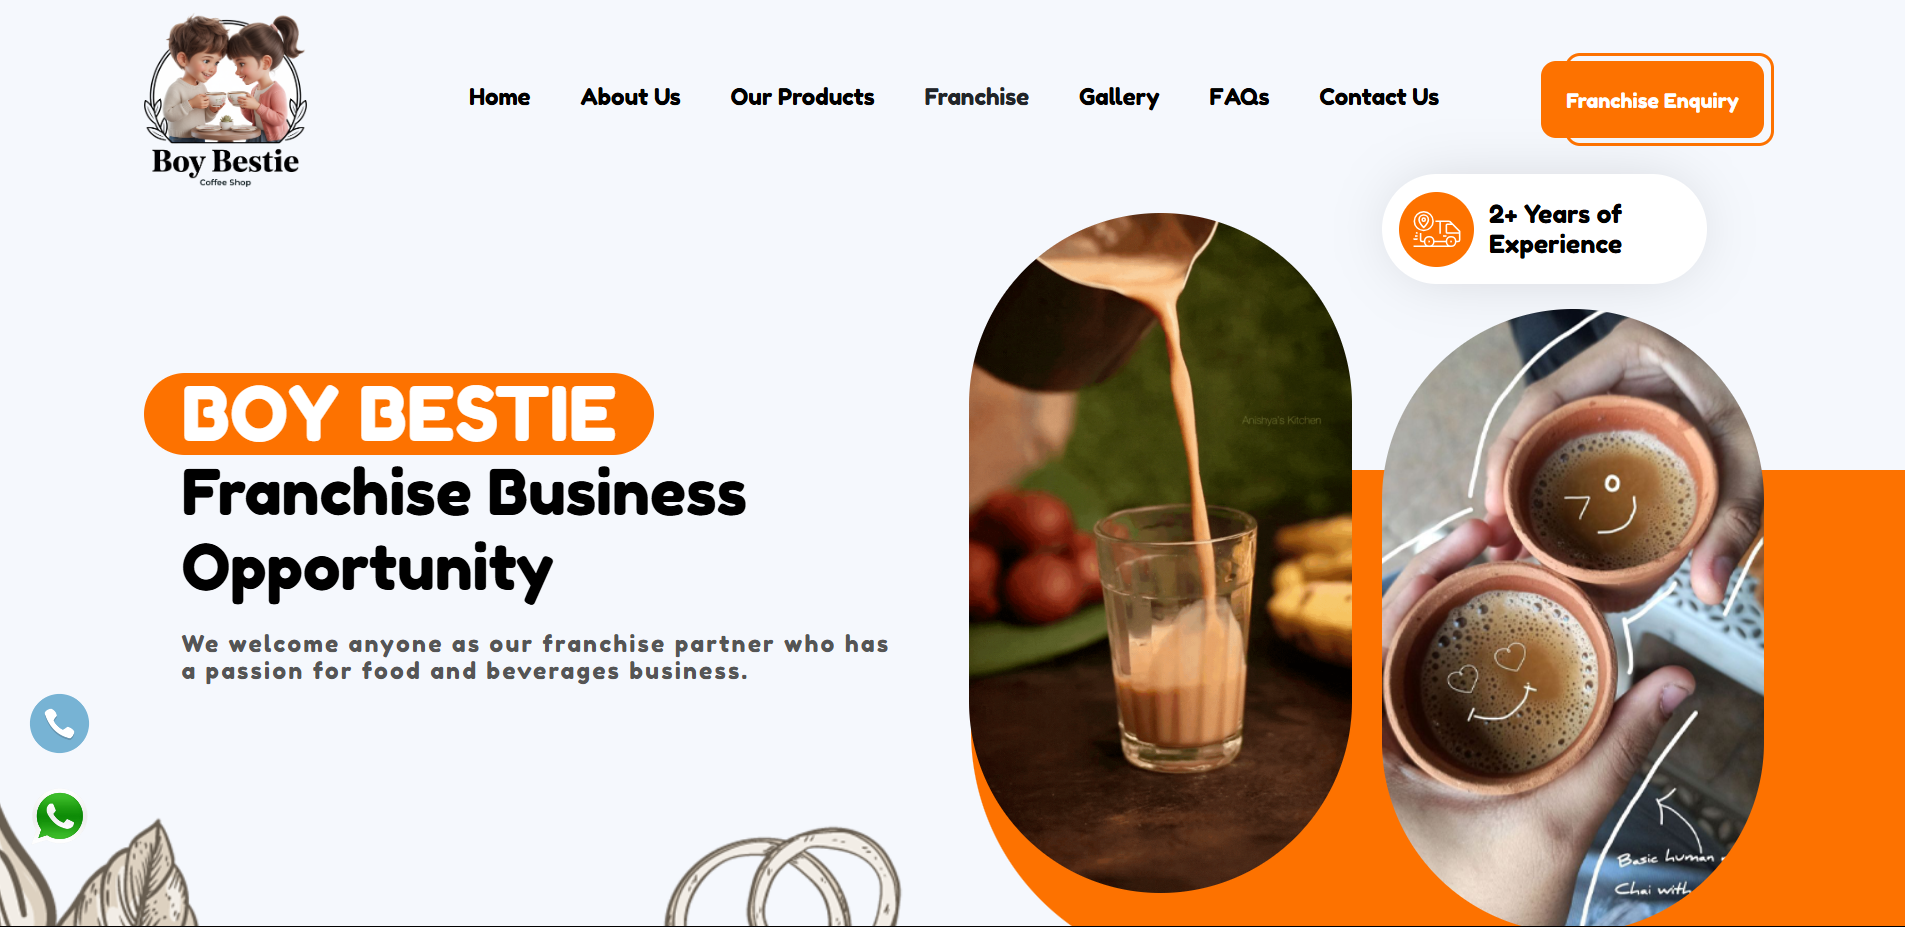 Boy Bestie
Coffee Shop
Home
About Us
Our Products
Franchise
Gallery
FAQs
Contact Us
Franchise Enquiry
2+ Years of
Experience
BOY BESTIE
Franchise Business
Opportunity
We welcome anyone as our franchise partner who has
a passion for food and beverages business.
Anishya's Kitchen
Basic human
Chai with